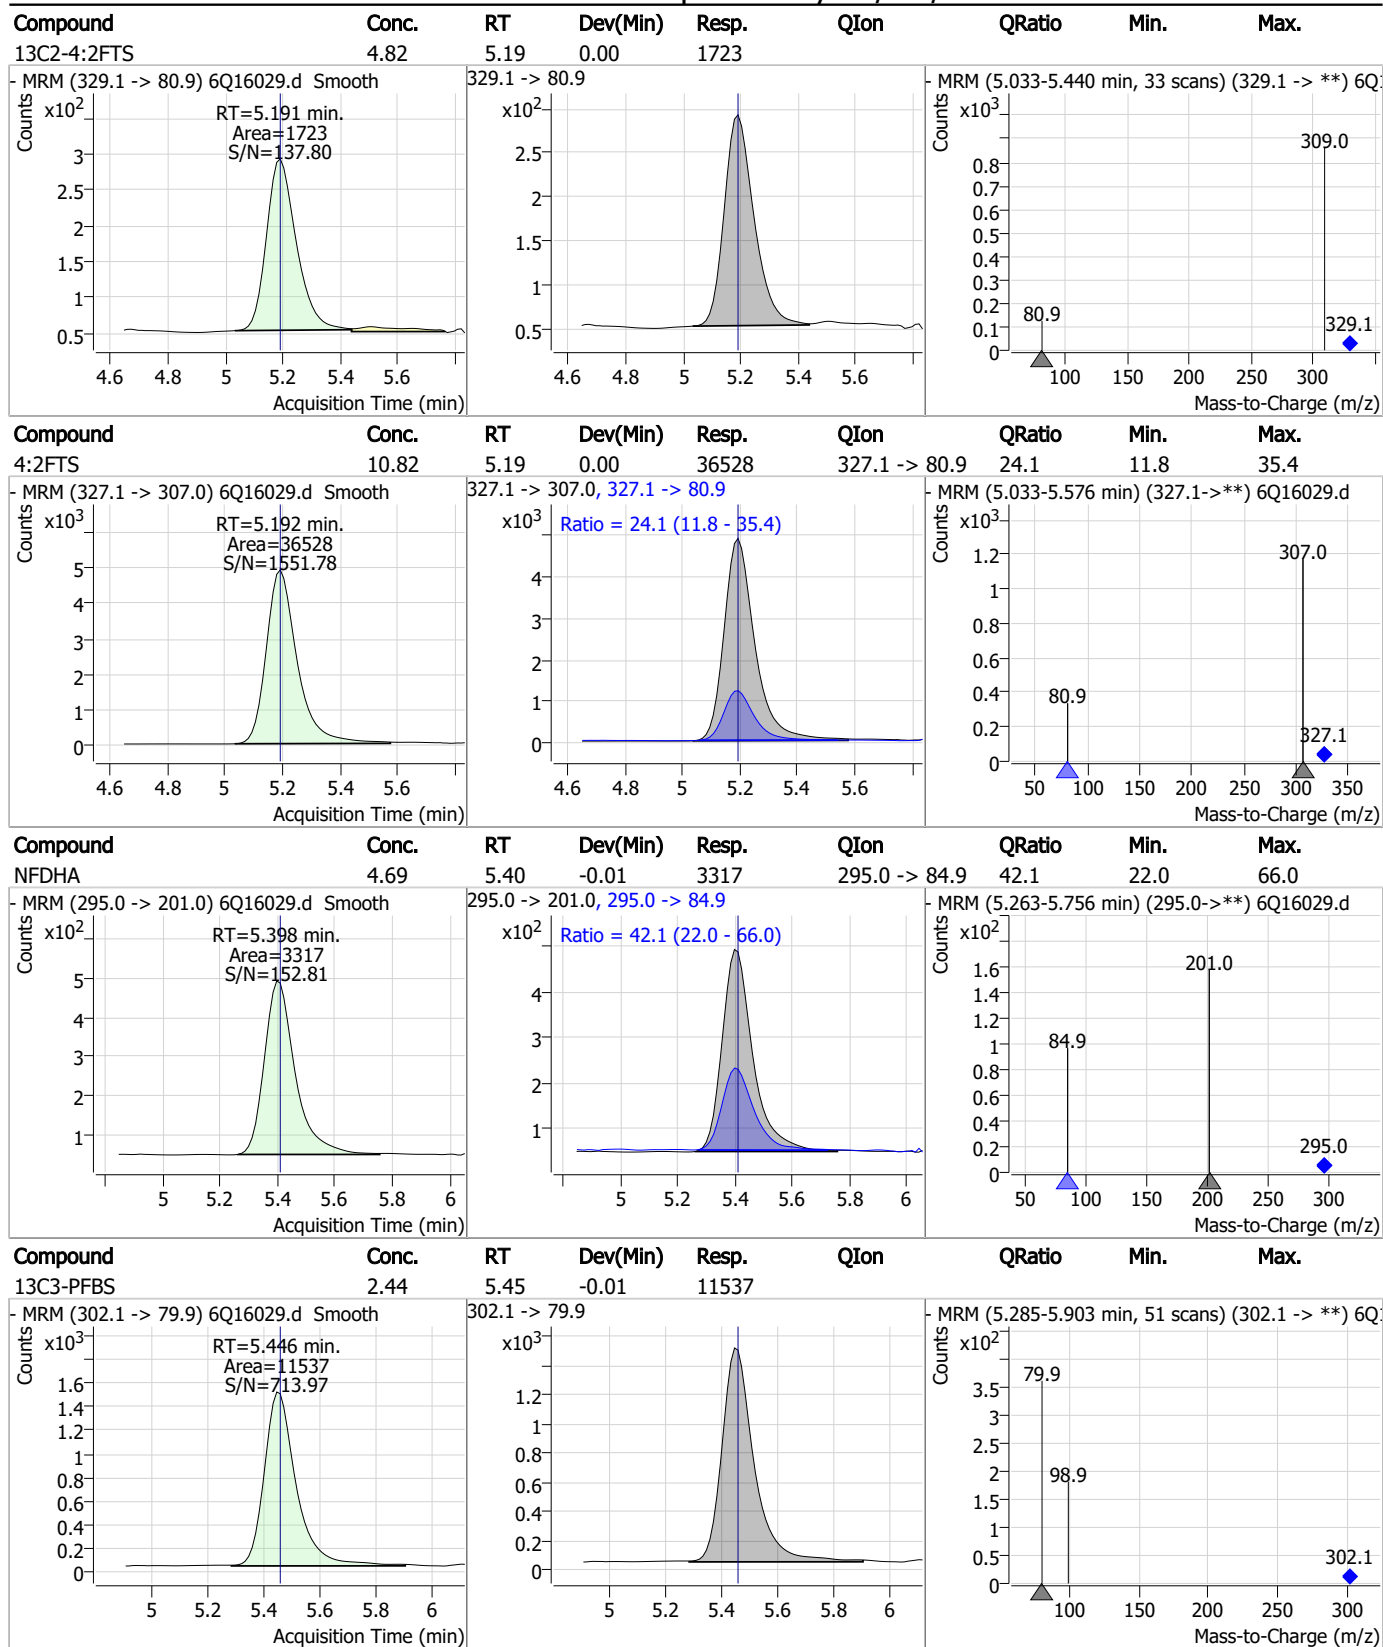 Compound Conc. RT Dev(Min) Resp. QIon QRatio Min. Max.
13C2-4:2FTS 4.82 5.19 0.00 1723
- MRM (329.1 -> 80.9) 6Q16029.d Smooth
Counts
x10²
RT=5.191 min.
Area=1723
S/N=137.80
3
2.5
2
1.5
1
0.5
4.6 4.8 5 5.2 5.4 5.6
Acquisition Time (min)
329.1 -> 80.9
x10²
2.5
2
1.5
1
0.5
4.6 4.8 5 5.2 5.4 5.6
- MRM (5.033-5.440 min, 33 scans) (329.1 -> **) 6Q1
Counts
x10³
309.0
0.8
0.7
0.6
0.5
0.4
0.3
0.2
0.1
0
80.9
329.1
100 150 200 250 300
Mass-to-Charge (m/z)
Compound Conc. RT Dev(Min) Resp. QIon QRatio Min. Max.
4:2FTS 10.82 5.19 0.00 36528 327.1 -> 80.9 24.1 11.8 35.4
- MRM (327.1 -> 307.0) 6Q16029.d Smooth
Counts
x10³
RT=5.192 min.
Area=36528
S/N=1551.78
5
4
3
2
1
0
4.6 4.8 5 5.2 5.4 5.6
Acquisition Time (min)
327.1 -> 307.0, 327.1 -> 80.9
x10³
Ratio = 24.1 (11.8 - 35.4)
4
3
2
1
0
4.6 4.8 5 5.2 5.4 5.6
- MRM (5.033-5.576 min) (327.1->**) 6Q16029.d
Counts
x10³
307.0
1.2
1
0.8
0.6
0.4
0.2
0
80.9
327.1
50 100 150 200 250 300 350
Mass-to-Charge (m/z)
Compound Conc. RT Dev(Min) Resp. QIon QRatio Min. Max.
NFDHA 4.69 5.40 -0.01 3317 295.0 -> 84.9 42.1 22.0 66.0
- MRM (295.0 -> 201.0) 6Q16029.d Smooth
Counts
x10²
RT=5.398 min.
Area=3317
S/N=152.81
5
4
3
2
1
5 5.2 5.4 5.6 5.8 6
Acquisition Time (min)
295.0 -> 201.0, 295.0 -> 84.9
x10²
Ratio = 42.1 (22.0 - 66.0)
4
3
2
1
5 5.2 5.4 5.6 5.8 6
- MRM (5.263-5.756 min) (295.0->**) 6Q16029.d
Counts
x10²
201.0
1.6
1.4
1.2
1
0.8
0.6
0.4
0.2
0
84.9
295.0
50 100 150 200 250 300
Mass-to-Charge (m/z)
Compound Conc. RT Dev(Min) Resp. QIon QRatio Min. Max.
13C3-PFBS 2.44 5.45 -0.01 11537
- MRM (302.1 -> 79.9) 6Q16029.d Smooth
Counts
x10³
RT=5.446 min.
Area=11537
S/N=713.97
1.6
1.4
1.2
1
0.8
0.6
0.4
0.2
0
5 5.2 5.4 5.6 5.8 6
Acquisition Time (min)
302.1 -> 79.9
x10³
1.2
1
0.8
0.6
0.4
0.2
0
5 5.2 5.4 5.6 5.8 6
- MRM (5.285-5.903 min, 51 scans) (302.1 -> **) 6Q1
Counts
x10²
79.9
3.5
3
2.5
2
1.5
1
0.5
0
98.9
302.1
100 150 200 250 300
Mass-to-Charge (m/z)